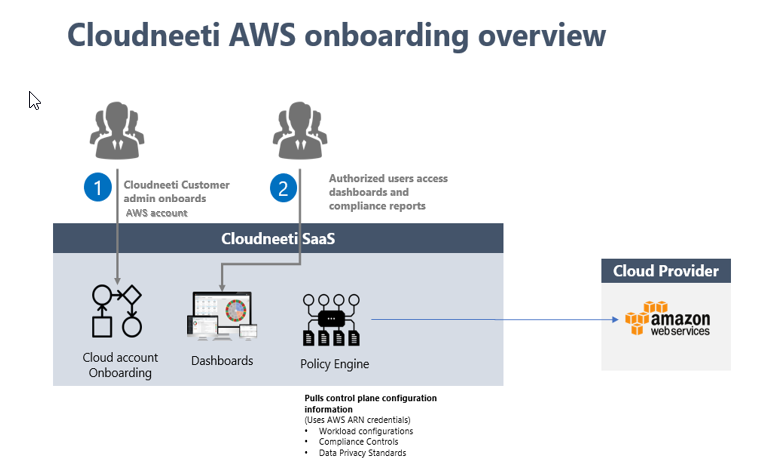 Cloudneeti AWS onboarding overview
1
Cloudneeti Customer
admin onboards
AWS account
2
Authorized users access
dashboards and
compliance reports
Cloudneeti SaaS
Cloud account
Onboarding
Dashboards
Policy Engine
Cloud Provider
amazon
web services
Pulls control plane configuration
information
(Uses AWS ARN credentials)
• Workload configurations
• Compliance Controls
• Data Privacy Standards